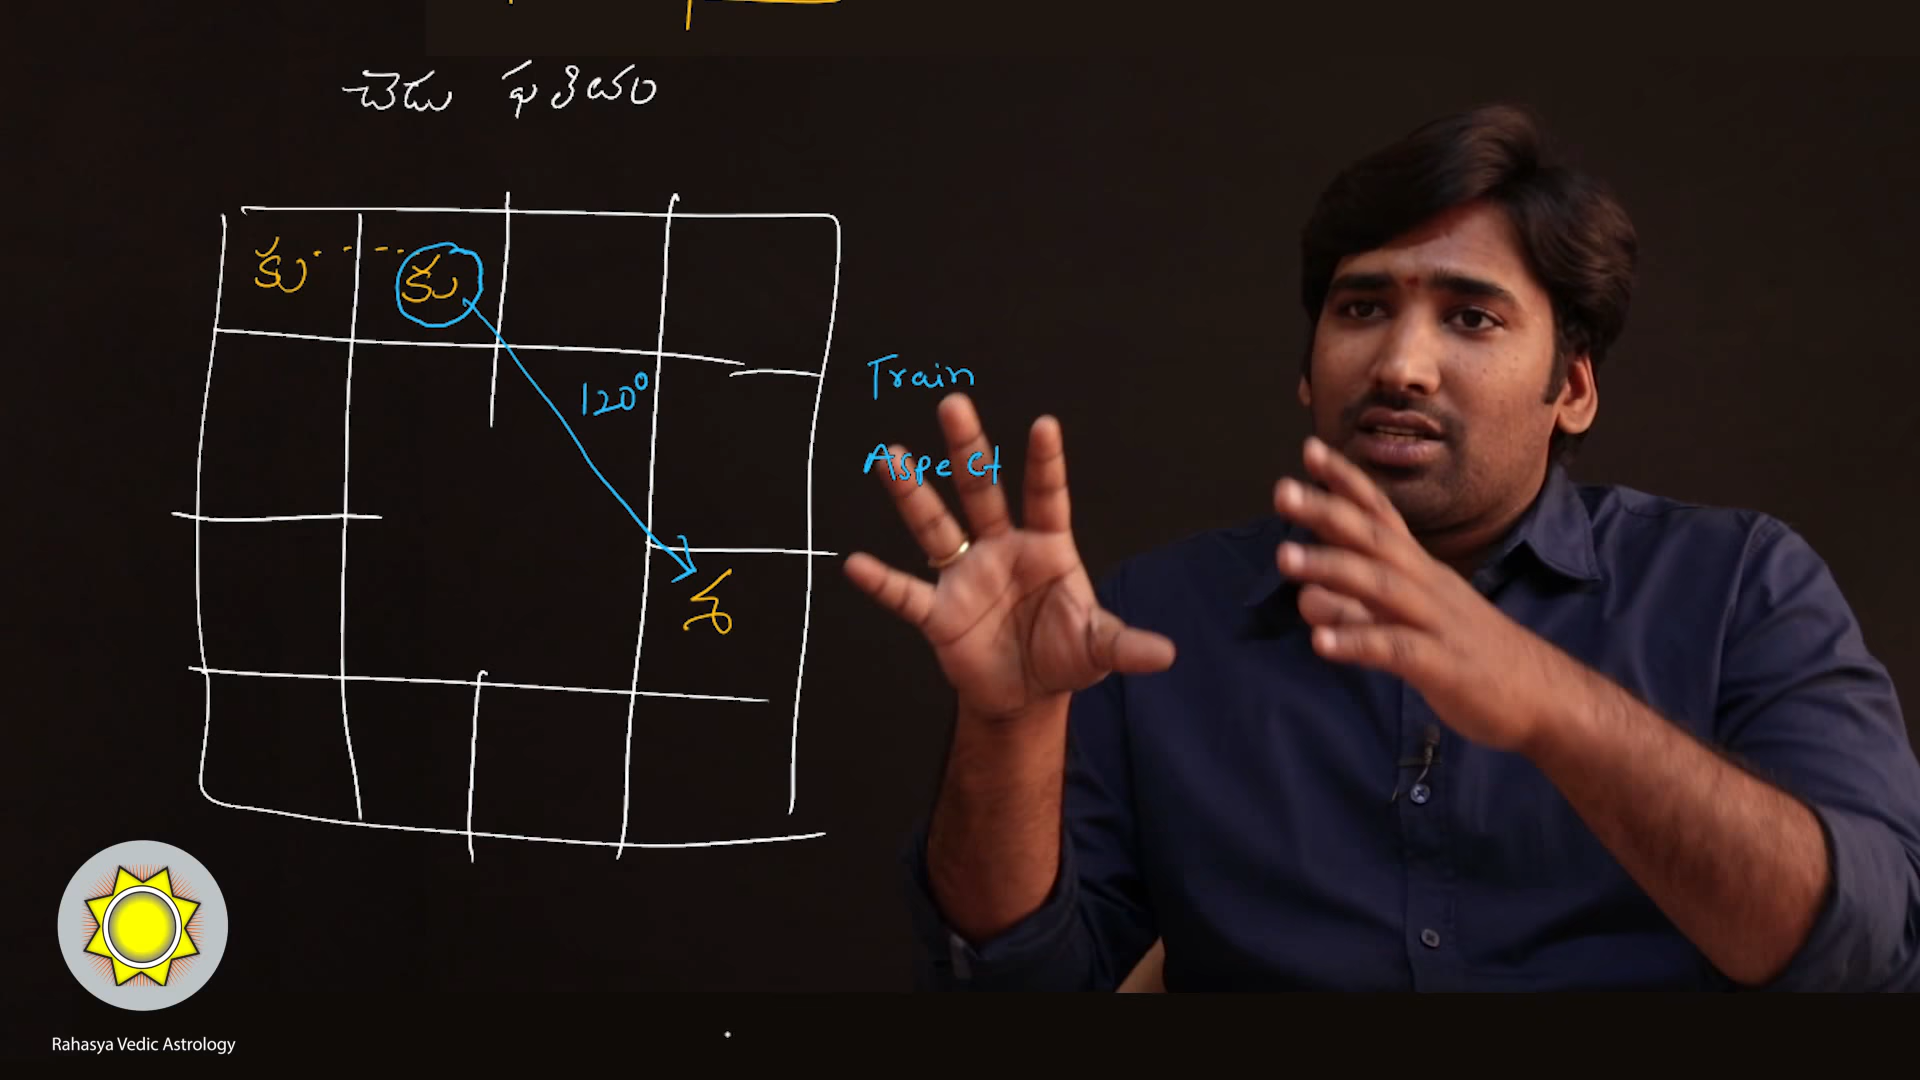 చెడు ఫలితం
కు కు
120°
Train
Aspect
శ
Rahasya Vedic Astrology